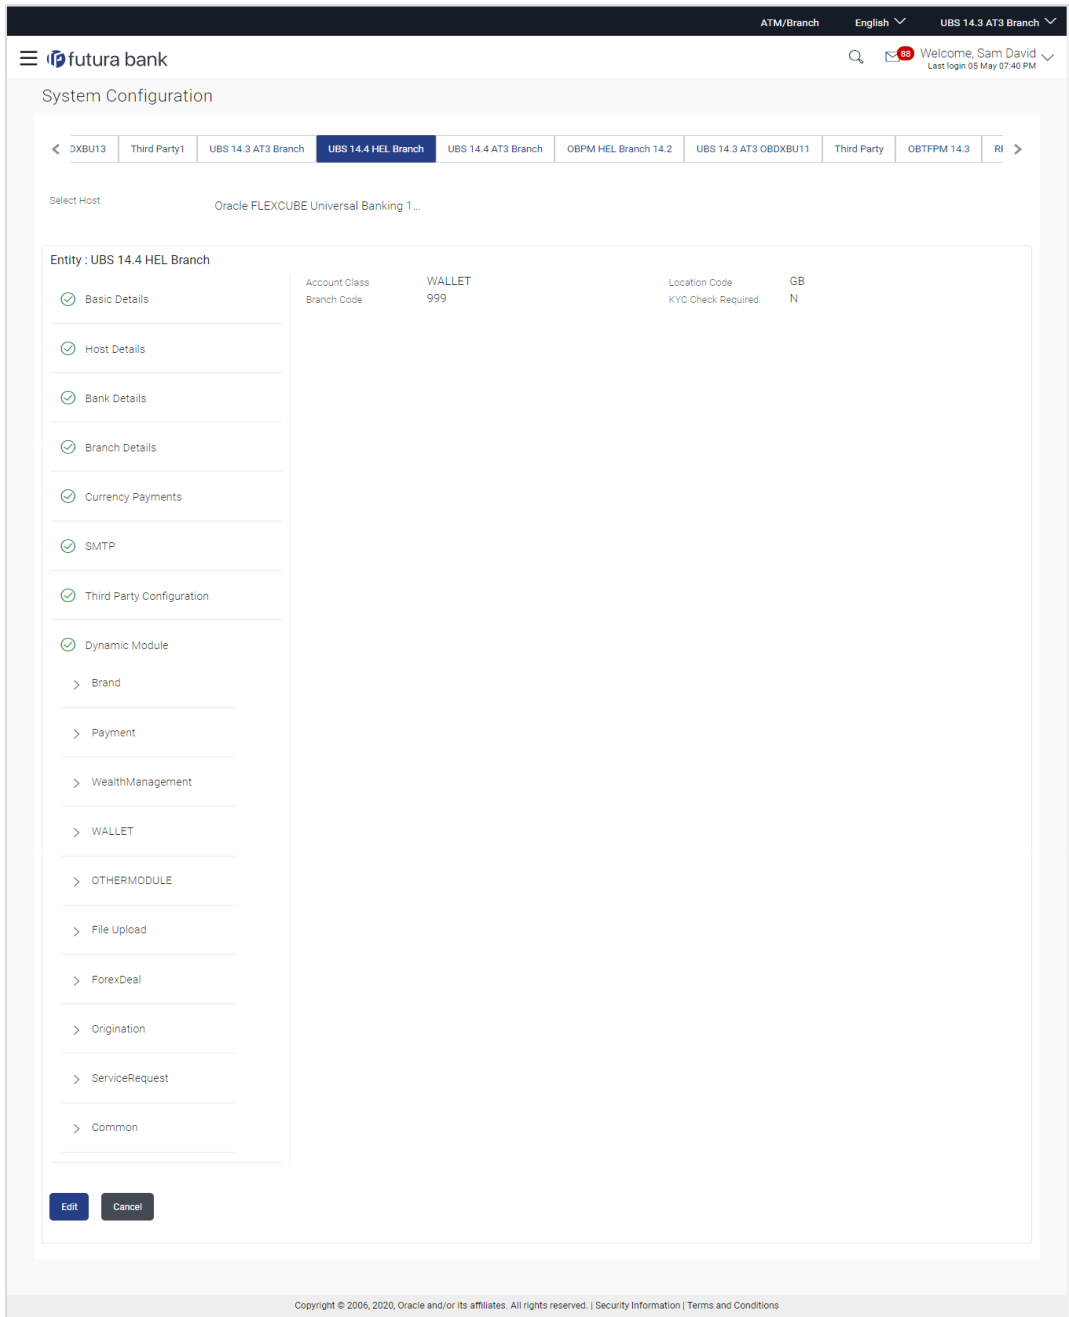 ATM/Branch English UBS 14.3 AT3 Branch
futura bank
88 Welcome, Sam David
Last login 05 May 07:40 PM
System Configuration
DXBU13 Third Party1 UBS 14.3 AT3 Branch UBS 14.4 HEL Branch UBS 14.4 AT3 Branch OBPM HEL Branch 14.2 UBS 14.3 AT3 OBDXBU11 Third Party OBTFPM 14.3
Select Host Oracle FLEXCUBE Universal Banking 1...
Entity : UBS 14.4 HEL Branch
Account Class WALLET Location Code GB
Branch Code 999 KYC Check Required N
Basic Details
Host Details
Bank Details
Branch Details
Currency Payments
SMTP
Third Party Configuration
Dynamic Module
Brand
Payment
WealthManagement
WALLET
OTHERMODULE
File Upload
ForexDeal
Origination
ServiceRequest
Common
Edit Cancel
Copyright © 2006, 2020, Oracle and/or its affiliates. All rights reserved. | Security Information | Terms and Conditions